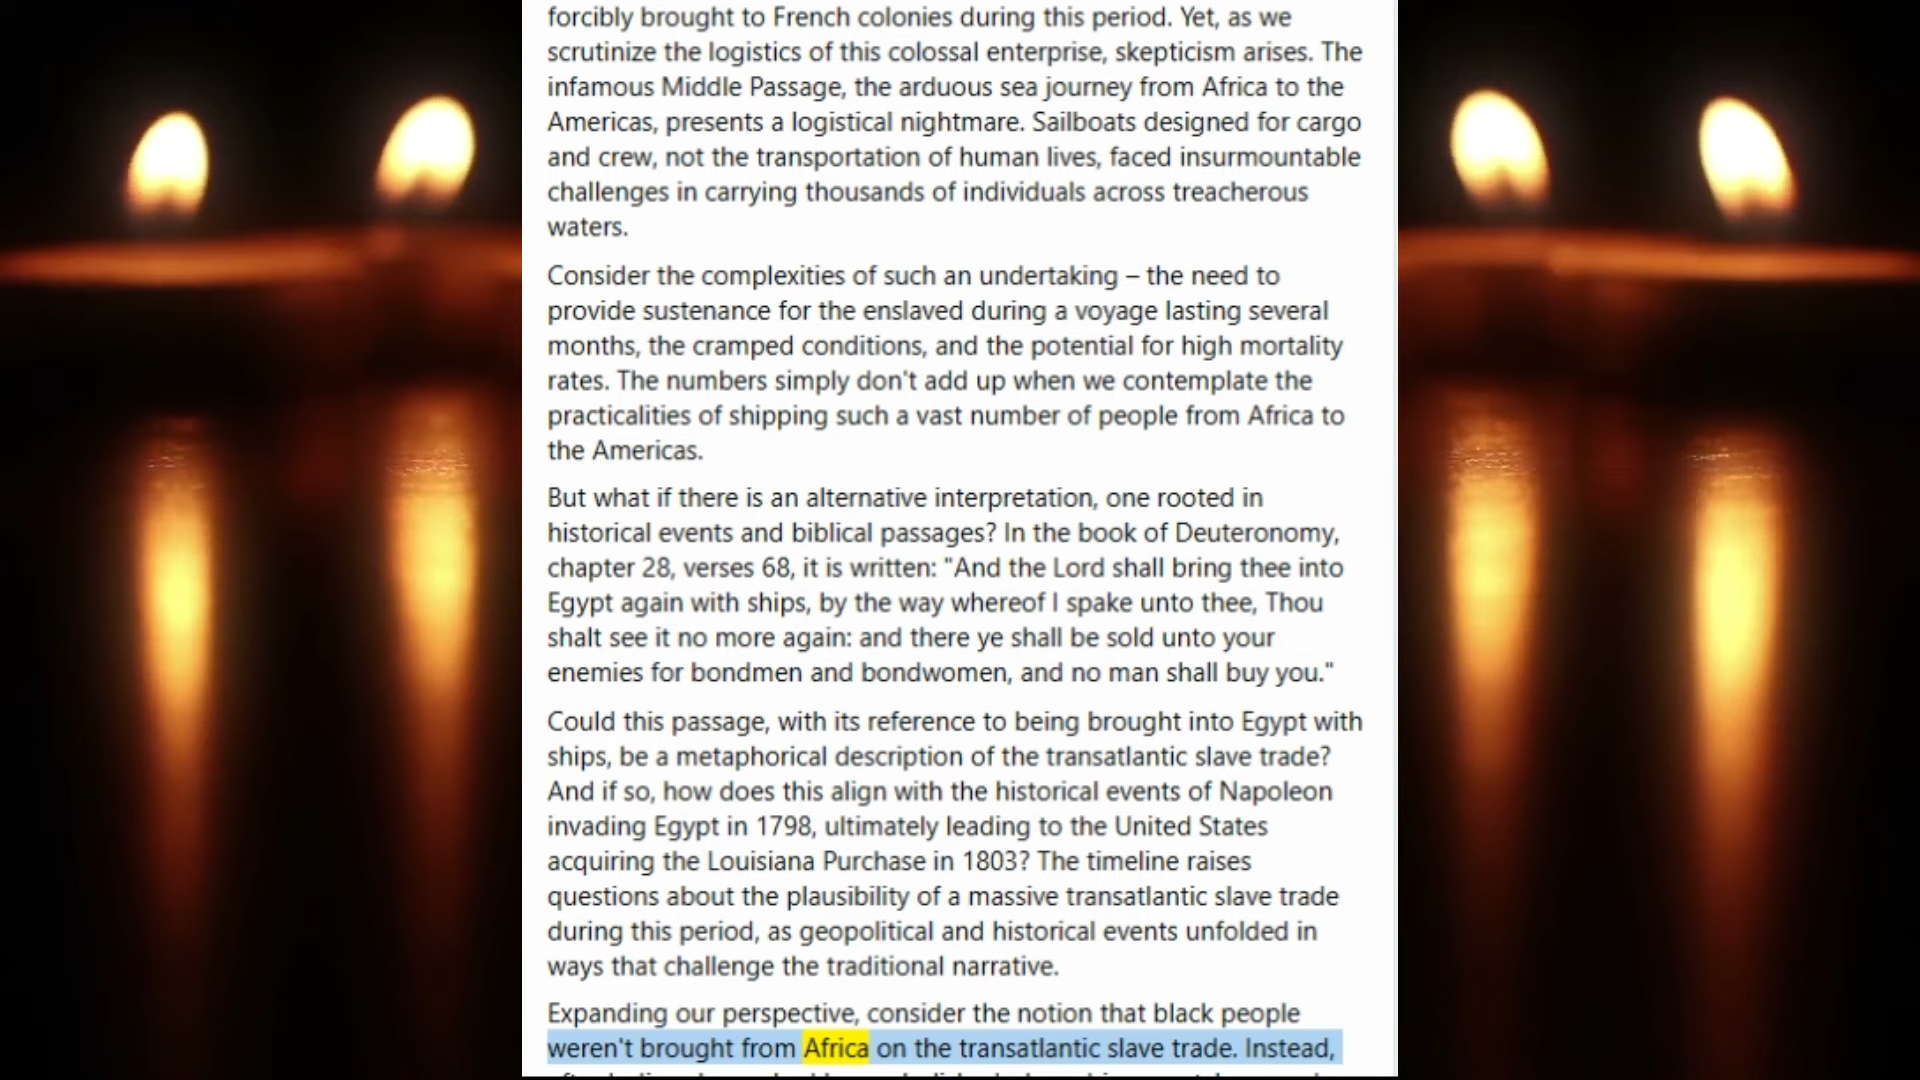 forcibly brought to French colonies during this period. Yet, as we
scrutinize the logistics of this colossal enterprise, skepticism arises. The
infamous Middle Passage, the arduous sea journey from Africa to the
Americas, presents a logistical nightmare. Sailboats designed for cargo
and crew, not the transportation of human lives, faced insurmountable
challenges in carrying thousands of individuals across treacherous
waters.
Consider the complexities of such an undertaking – the need to
provide sustenance for the enslaved during a voyage lasting several
months, the cramped conditions, and the potential for high mortality
rates. The numbers simply don't add up when we contemplate the
practicalities of shipping such a vast number of people from Africa to
the Americas.
But what if there is an alternative interpretation, one rooted in
historical events and biblical passages? In the book of Deuteronomy,
chapter 28, verses 68, it is written: "And the Lord shall bring thee into
Egypt again with ships, by the way whereof I spake unto thee, Thou
shalt see it no more again: and there ye shall be sold unto your
enemies for bondmen and bondwomen, and no man shall buy you."
Could this passage, with its reference to being brought into Egypt with
ships, be a metaphorical description of the transatlantic slave trade?
And if so, how does this align with the historical events of Napoleon
invading Egypt in 1798, ultimately leading to the United States
acquiring the Louisiana Purchase in 1803? The timeline raises
questions about the plausibility of a massive transatlantic slave trade
during this period, as geopolitical and historical events unfolded in
ways that challenge the traditional narrative.
Expanding our perspective, consider the notion that black people
weren't brought from Africa on the transatlantic slave trade. Instead,